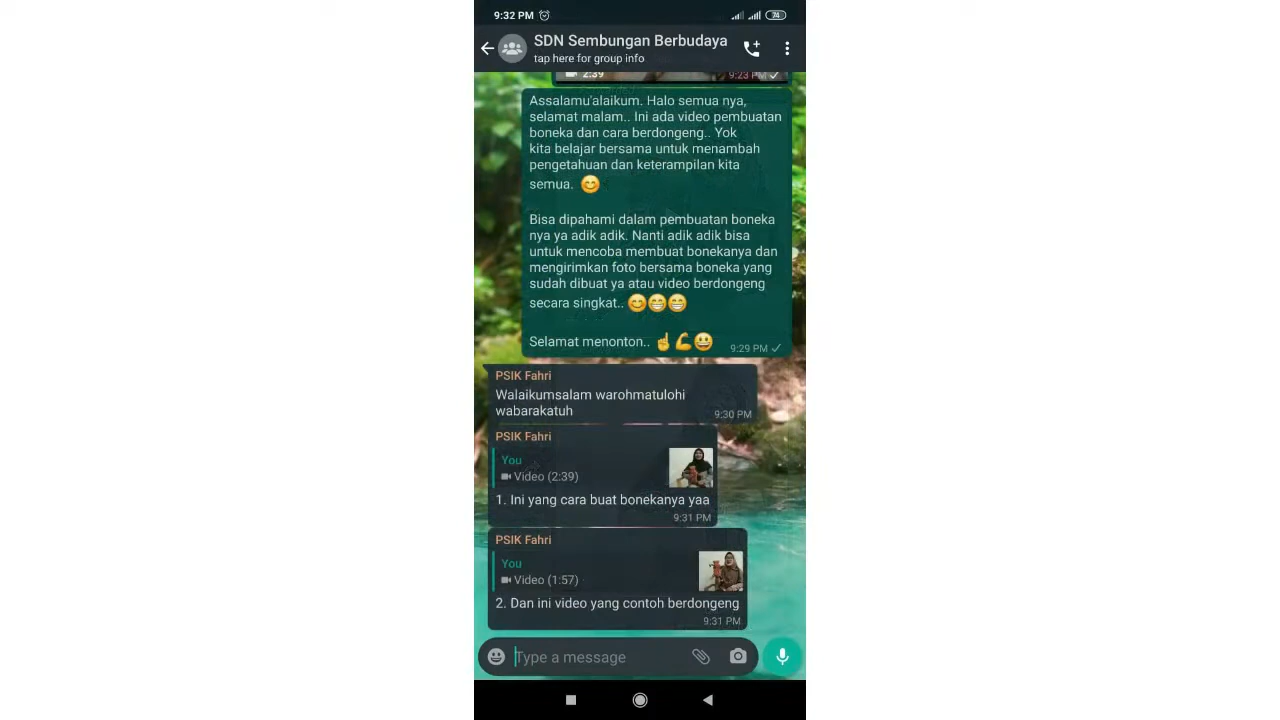 9:32 PM
74
SDN Sembungan Berbudaya
tap here for group info
2:39
9:23 PM
Assalamu'alaikum. Halo semua nya,
selamat malam.. Ini ada video pembuatan
boneka dan cara berdongeng.. Yok
kita belajar bersama untuk menambah
pengetahuan dan keterampilan kita
semua. 😊
Bisa dipahami dalam pembuatan boneka
nya ya adik adik. Nanti adik adik bisa
untuk mencoba membuat bonekanya dan
mengirimkan foto bersama boneka yang
sudah dibuat ya atau video berdongeng
secara singkat.. 😊😁😁
Selamat menonton.. ☝💪😃
9:29 PM
PSIK Fahri
Walaikumsalam warohmatulohi
wabarakatuh
9:30 PM
PSIK Fahri
You
Video (2:39)
1. Ini yang cara buat bonekanya yaa
9:31 PM
PSIK Fahri
You
Video (1:57)
2. Dan ini video yang contoh berdongeng
9:31 PM
Type a message